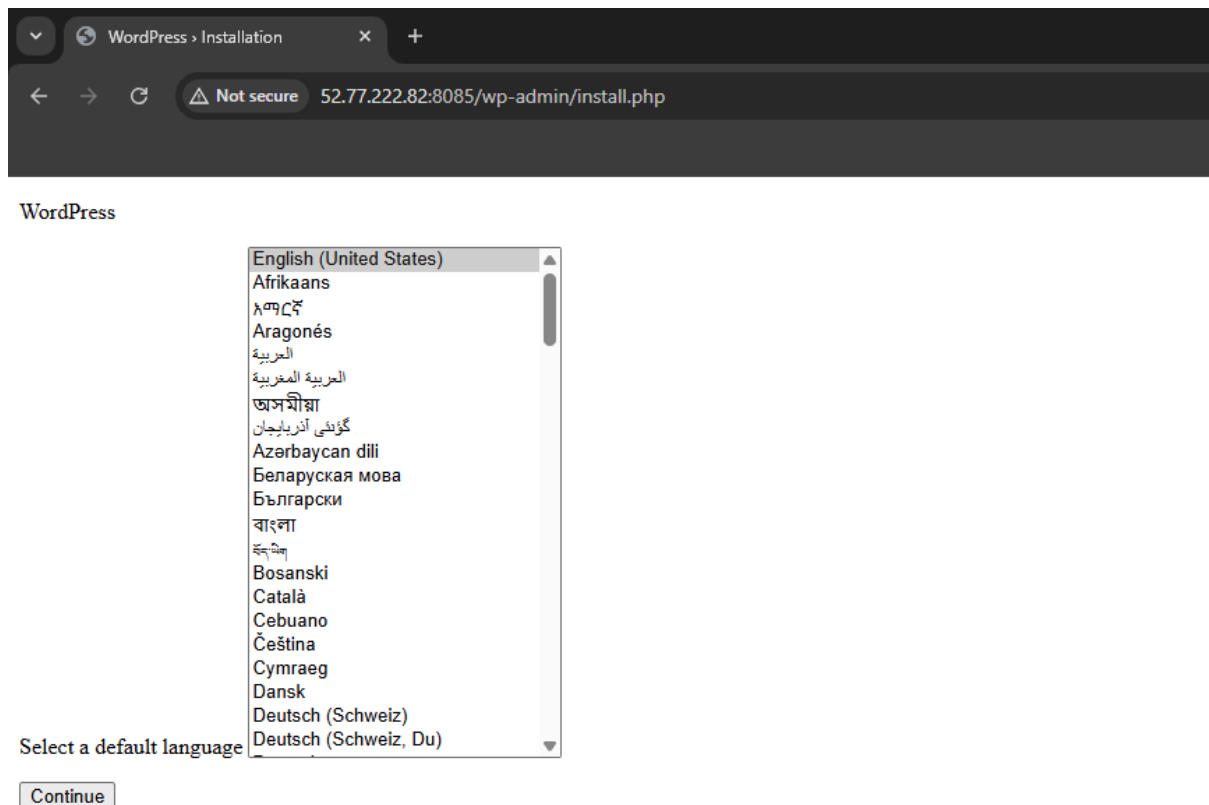 WordPress › Installation
Not secure 52.77.222.82:8085/wp-admin/install.php
WordPress
English (United States)
Afrikaans
አማርኛ
Aragonés
العربية
العربية المغربية
অসমীয়া
گؤنئی آذربایجان
Azərbaycan dili
Беларуская мова
Български
বাংলা
བོད་ཡིག
Bosanski
Català
Cebuano
Čeština
Cymraeg
Dansk
Deutsch (Schweiz)
Deutsch (Schweiz, Du)
Select a default language
Continue